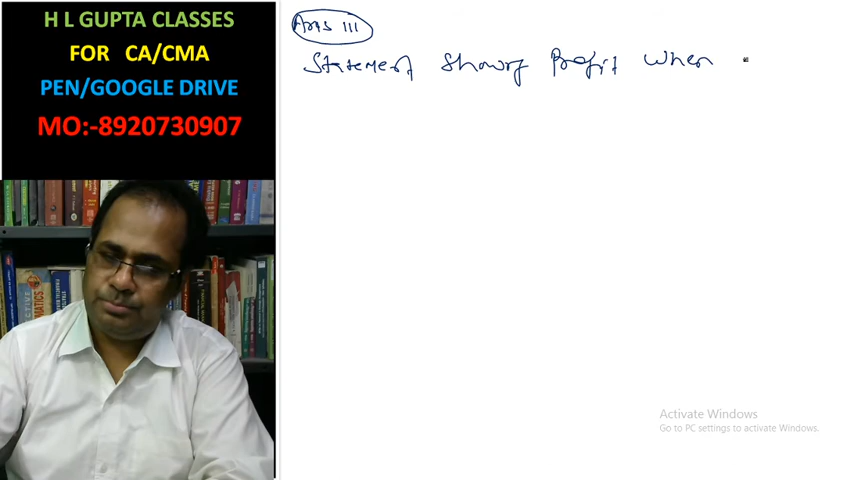 H L GUPTA CLASSES
FOR CA/CMA
PEN/GOOGLE DRIVE
MO:-8920730907
Ans III
Statement Showing Profit When
Activate Windows
Go to PC settings to activate Windows.